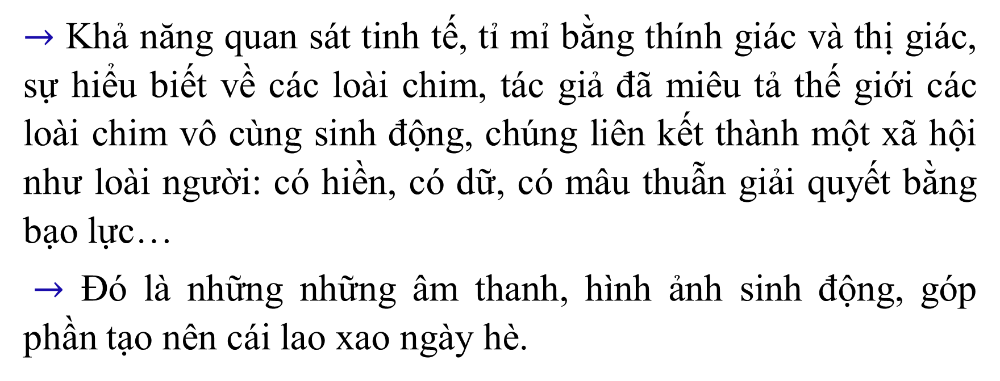 → Khả năng quan sát tinh tế, tỉ mỉ bằng thính giác và thị giác,
sự hiểu biết về các loài chim, tác giả đã miêu tả thế giới các
loài chim vô cùng sinh động, chúng liên kết thành một xã hội
như loài người: có hiền, có dữ, có mâu thuẫn giải quyết bằng
bạo lực…
→ Đó là những những âm thanh, hình ảnh sinh động, góp
phần tạo nên cái lao xao ngày hè.